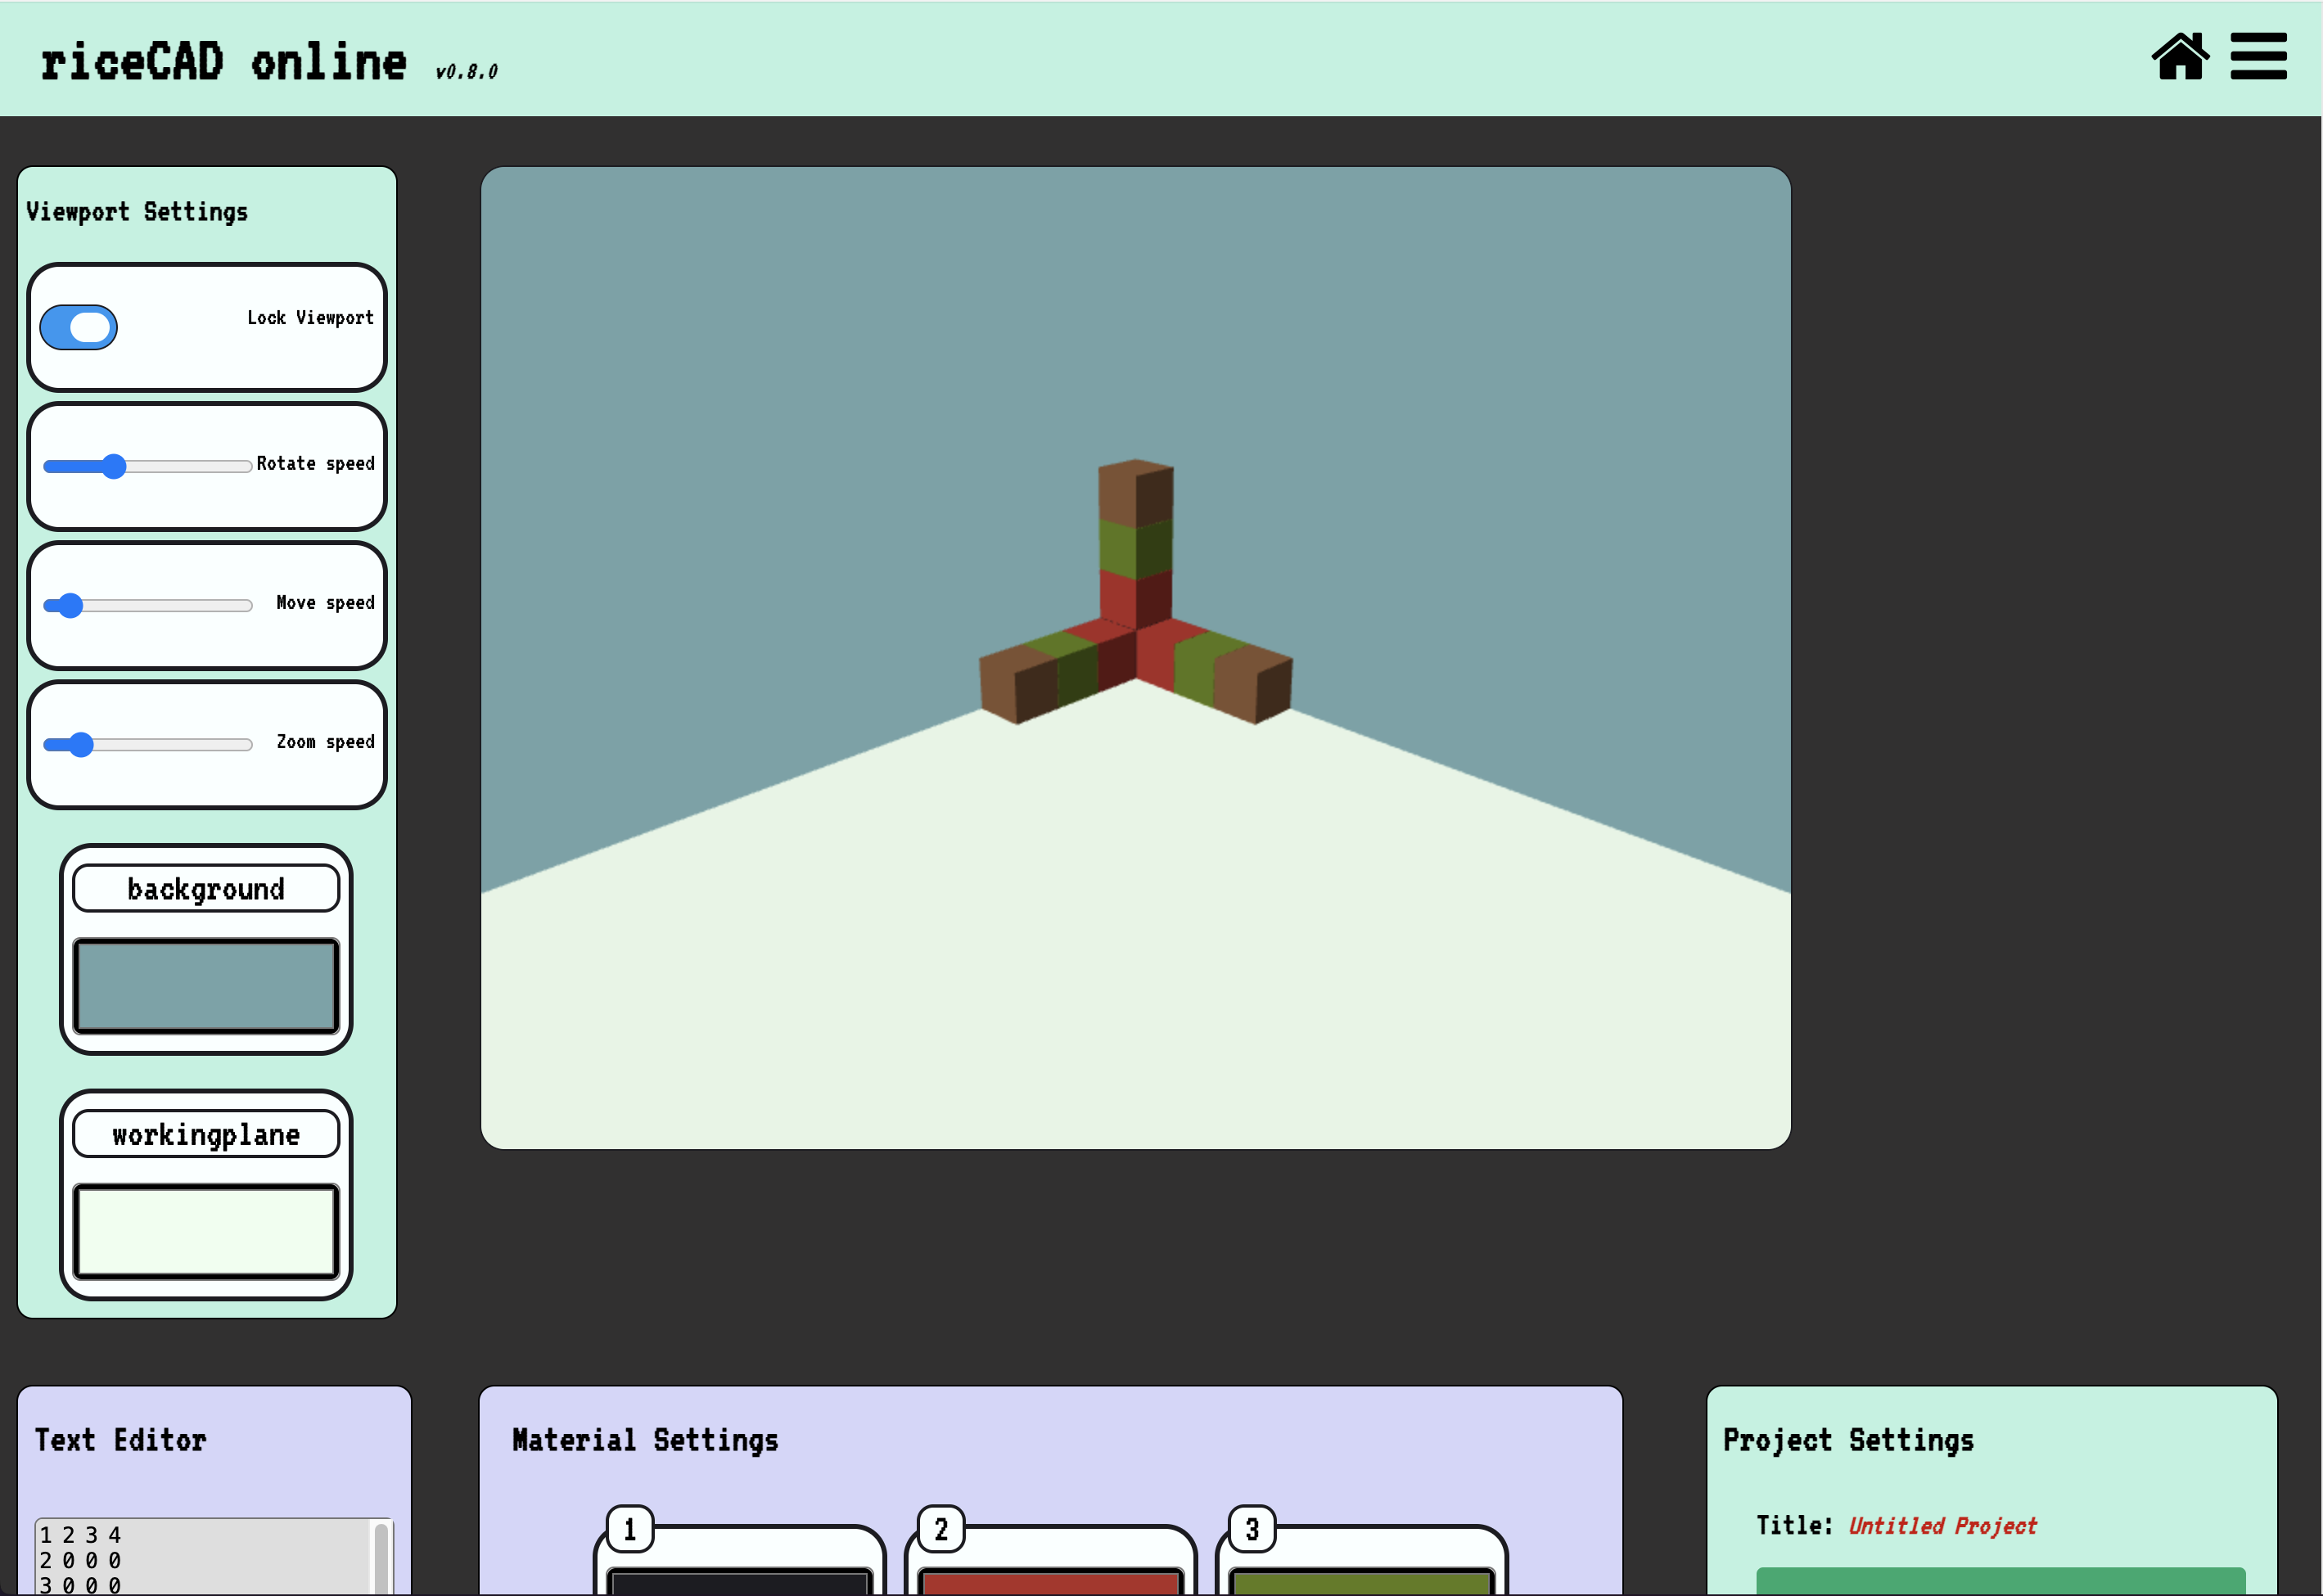 riceCAD online v0.8.0
Viewport Settings
Lock Viewport
Rotate speed
Move speed
Zoom speed
background
workingplane
Text Editor
1 2 3 4
2 0 0 0
3 0 0 0
Material Settings
1
2
3
Project Settings
Title: Untitled Project